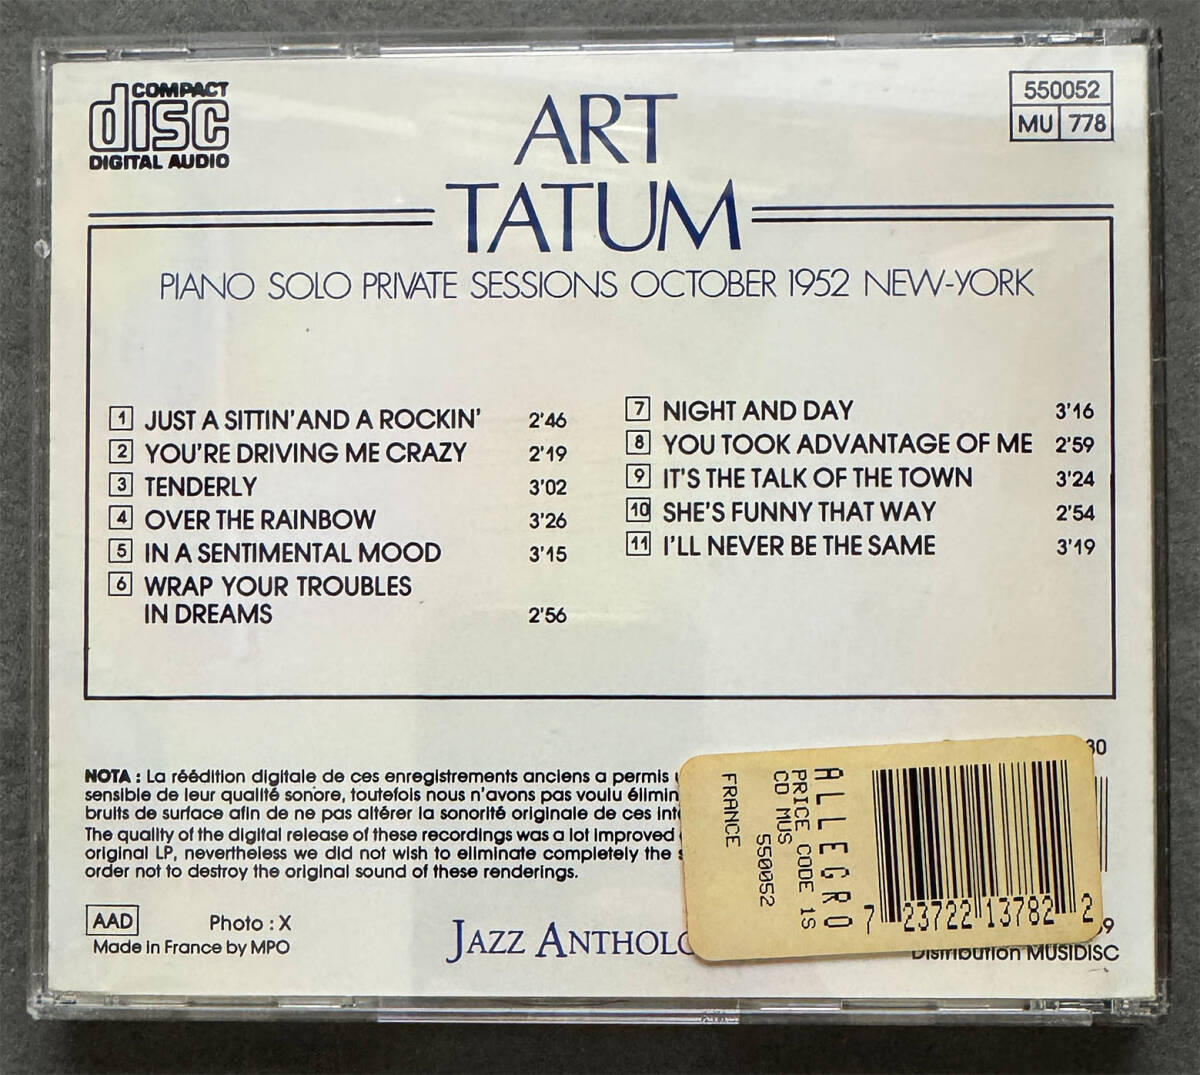 COMPACT
disc
DIGITAL AUDIO
550052
MU 778
ART
TATUM
PIANO SOLO PRIVATE SESSIONS OCTOBER 1952 NEW-YORK
1 JUST A SITTIN' AND A ROCKIN' 2'46
2 YOU'RE DRIVING ME CRAZY 2'19
3 TENDERLY 3'02
4 OVER THE RAINBOW 3'26
5 IN A SENTIMENTAL MOOD 3'15
6 WRAP YOUR TROUBLES
IN DREAMS 2'56
7 NIGHT AND DAY 3'16
8 YOU TOOK ADVANTAGE OF ME 2'59
9 IT'S THE TALK OF THE TOWN 3'24
10 SHE'S FUNNY THAT WAY 2'54
11 I'LL NEVER BE THE SAME 3'19
NOTA : La réédition digitale de ces enregistrements anciens a permis
sensible de leur qualité sonore, toutefois nous n'avons pas voulu élimin
bruits de surface afin de ne pas altérer la sonorité originale de ces
The quality of the digital release of these recordings was a lot improved
original LP, nevertheless we did not wish to eliminate completely the
order not to destroy the original sound of these renderings.
AAD
Photo : X
Made in France by MPO
JAZZ ANTHOLO
Distribution MUSIDISC
30
ALLEGRO
PRICE CODE IS
CD MUS
550052
FRANCE
7 23722 13782 2